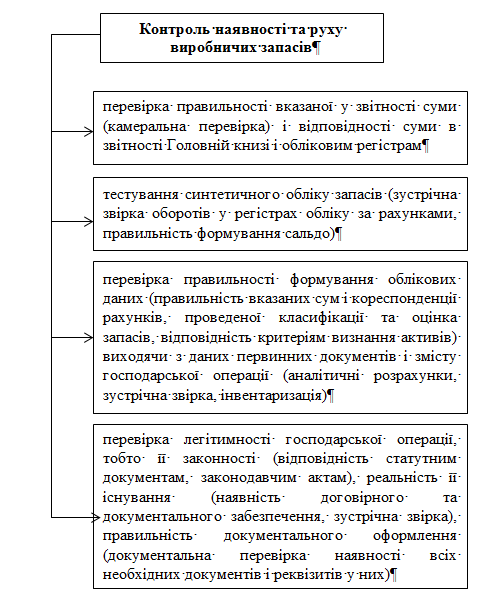 Контроль наявності та руху
виробничих запасів¶
перевірка правильності вказаної у звітності суми
(камеральна перевірка) і відповідності суми в
звітності Головній книзі і обліковим регістрам¶
тестування синтетичного обліку запасів (зустрічна
звірка оборотів у регістрах обліку за рахунками,
правильність формування сальдо)¶
перевірка правильності формування облікових
даних (правильність вказаних сум і кореспонденції
рахунків, проведеної класифікації та оцінка
запасів, відповідність критеріям визнання активів)
виходячи з даних первинних документів і змісту
господарської операції (аналітичні розрахунки,
зустрічна звірка, інвентаризація)¶
перевірка легітимності господарської операції,
тобто її законності (відповідність статутним
документам, законодавчим актам), реальність її
існування (наявність договірного та
документального забезпечення, зустрічна звірка),
правильність документального оформлення
(документальна перевірка наявності всіх
необхідних документів і реквізитів у них)¶